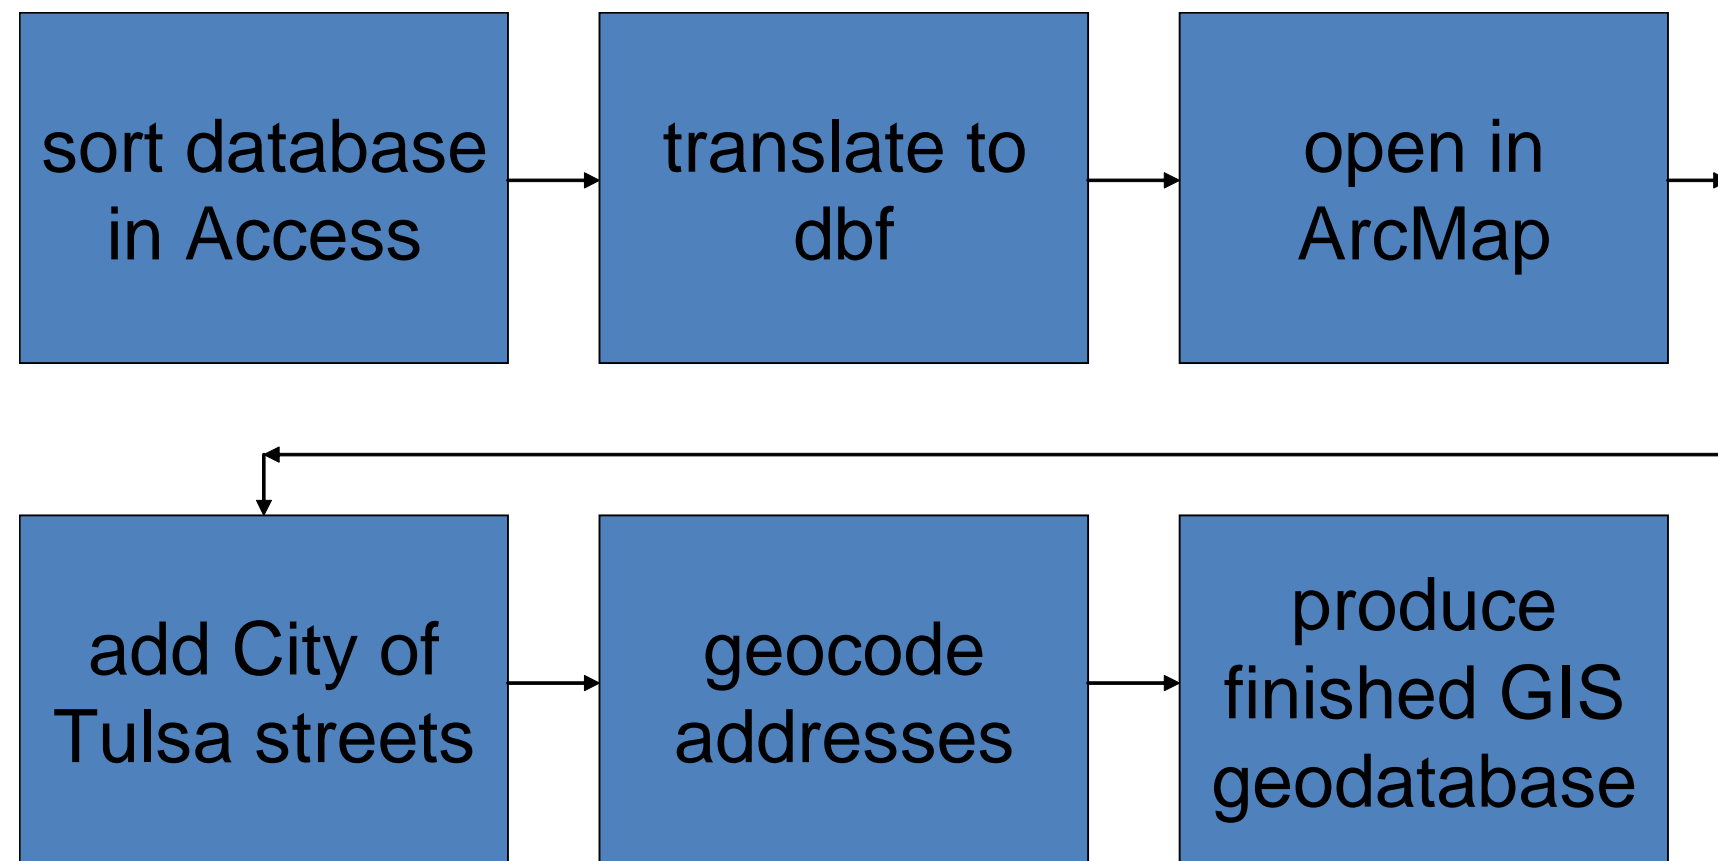 sort database
in Access
translate to
dbf
open in
ArcMap
add City of
Tulsa streets
geocode
addresses
produce
finished GIS
geodatabase